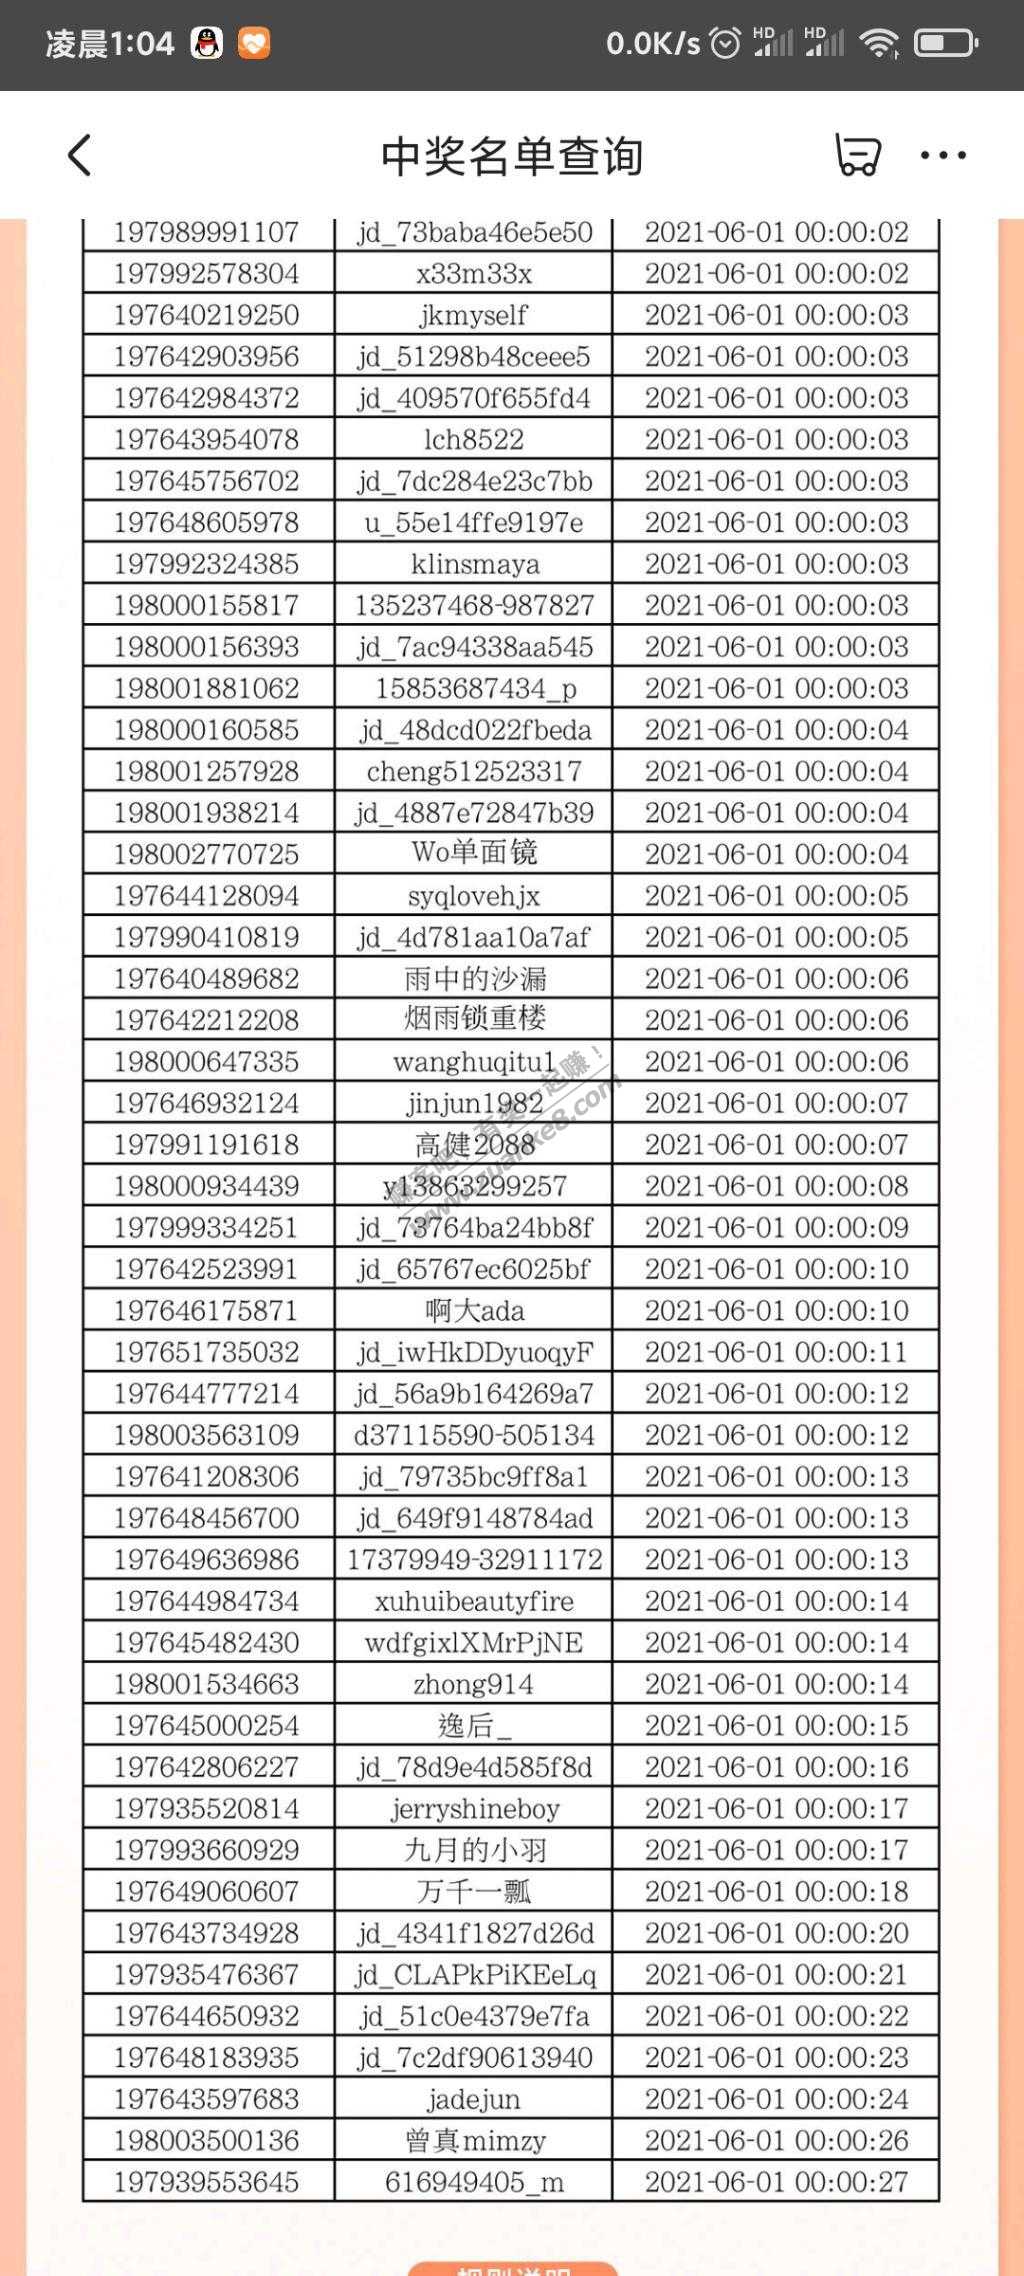 凌晨1:04
0.0K/s HD HD
中奖名单查询
197989991107 jd_73baba46e5e50 2021-06-01 00:00:02
197992578304 x33m33x 2021-06-01 00:00:02
197640219250 jkmyself 2021-06-01 00:00:03
197642903956 jd_51298b48ceee5 2021-06-01 00:00:03
197642984372 jd_409570f655fd4 2021-06-01 00:00:03
197643954078 lch8522 2021-06-01 00:00:03
197645756702 jd_7dc284e23c7bb 2021-06-01 00:00:03
197648605978 u_55e14ffe9197e 2021-06-01 00:00:03
197992324385 klinsmaya 2021-06-01 00:00:03
198000155817 135237468-987827 2021-06-01 00:00:03
198000156393 jd_7ac94338aa545 2021-06-01 00:00:03
198001881062 15853687434_p 2021-06-01 00:00:03
198000160585 jd_48dcd022fbeda 2021-06-01 00:00:04
198001257928 cheng512523317 2021-06-01 00:00:04
198001938214 jd_4887e72847b39 2021-06-01 00:00:04
198002770725 Wo单面镜 2021-06-01 00:00:04
197644128094 syqlovehjx 2021-06-01 00:00:05
197990410819 jd_4d781aa10a7af 2021-06-01 00:00:05
197640489682 雨中的沙漏 2021-06-01 00:00:06
197642212208 烟雨锁重楼 2021-06-01 00:00:06
198000647335 wanghuqitu1 2021-06-01 00:00:06
197646932124 jinjun1982 2021-06-01 00:00:07
197991191618 高健2088 2021-06-01 00:00:07
198000934439 y13863299257 2021-06-01 00:00:08
197999334251 jd_73764ba24bb8f 2021-06-01 00:00:09
197642523991 jd_65767ec6025bf 2021-06-01 00:00:10
197646175871 啊大ada 2021-06-01 00:00:10
197651735032 jd_iwHkDDyuoqyF 2021-06-01 00:00:11
197644777214 jd_56a9b164269a7 2021-06-01 00:00:12
198003563109 d37115590-505134 2021-06-01 00:00:12
197641208306 jd_79735bc9ff8a1 2021-06-01 00:00:13
197648456700 jd_649f9148784ad 2021-06-01 00:00:13
197649636986 17379949-32911172 2021-06-01 00:00:13
197644984734 xuhuibeautyfire 2021-06-01 00:00:14
197645482430 wdfgixlXMrPjNE 2021-06-01 00:00:14
198001534663 zhong914 2021-06-01 00:00:14
197645000254 逸后_ 2021-06-01 00:00:15
197642806227 jd_78d9e4d585f8d 2021-06-01 00:00:16
197935520814 jerryshineboy 2021-06-01 00:00:17
197993660929 九月的小羽 2021-06-01 00:00:17
197649060607 万千一瓢 2021-06-01 00:00:18
197643734928 jd_4341f1827d26d 2021-06-01 00:00:20
197935476367 jd_CLAPkPiKEeLq 2021-06-01 00:00:21
197644650932 jd_51c0e4379e7fa 2021-06-01 00:00:22
197648183935 jd_7c2df90613940 2021-06-01 00:00:23
197643597683 jadejun 2021-06-01 00:00:24
198003500136 曾真mimzy 2021-06-01 00:00:26
197939553645 616949405_m 2021-06-01 00:00:27
赚客吧,有奖一起赚!
www.zuanke8.com